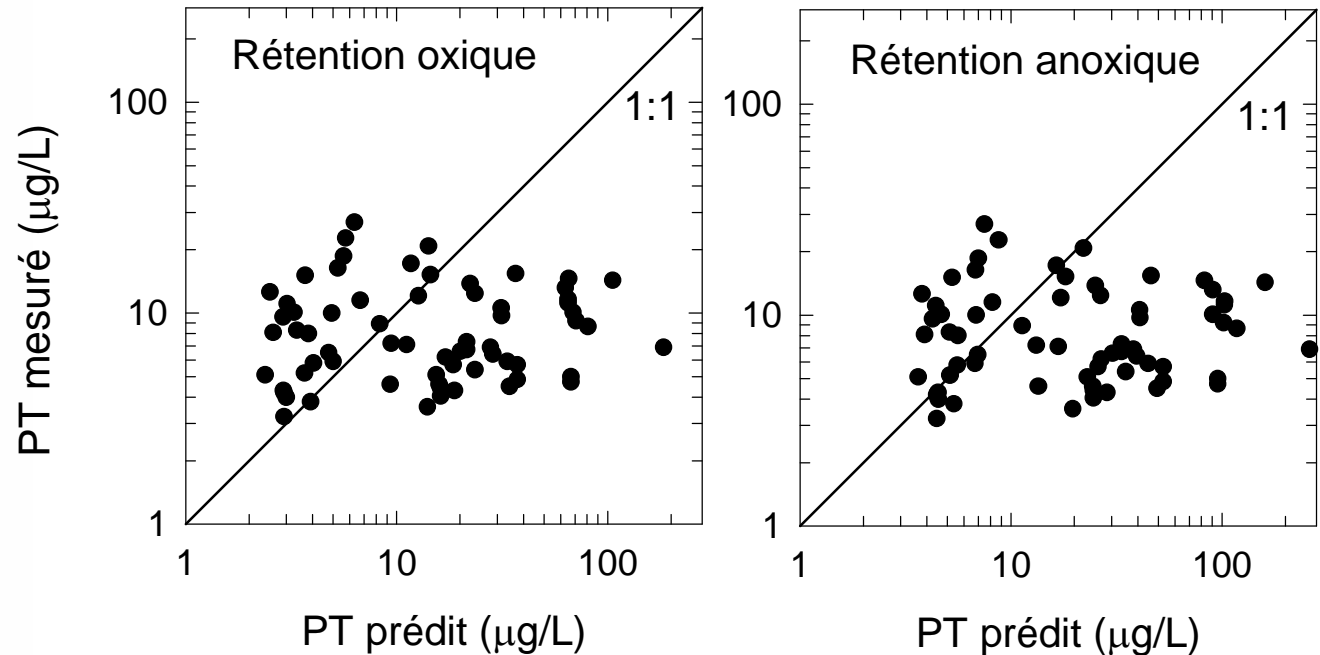 Rétention oxique
1:1
100
10
1
1
10
100
PT mesuré (μg/L)
PT prédit (μg/L)
Rétention anoxique
1:1
100
10
1
1
10
100
PT prédit (μg/L)